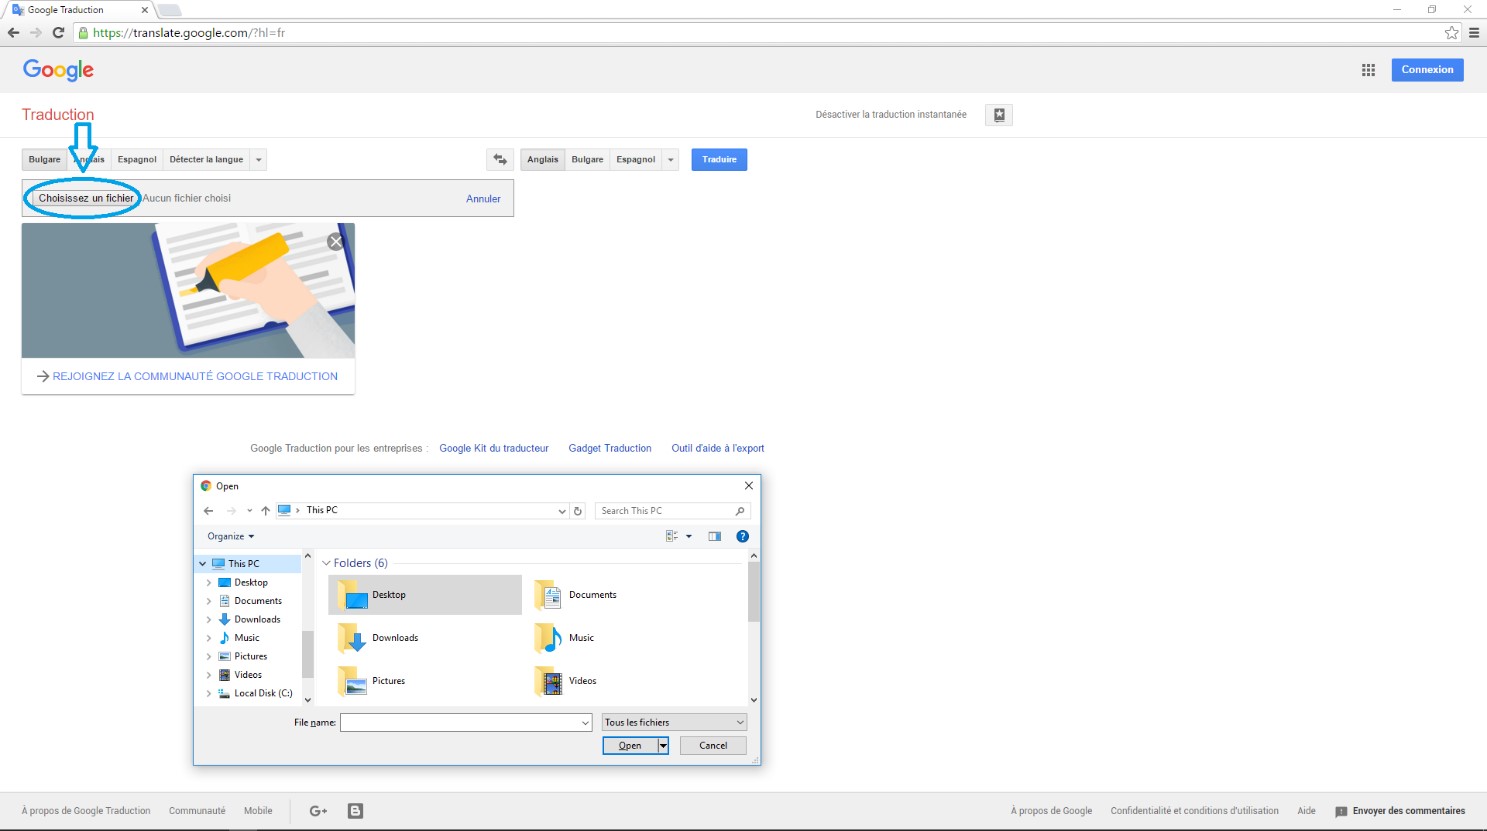 Google Traduction
https://translate.google.com/?hl=fr
Google
Connexion
Traduction
Désactiver la traduction instantanée
Bulgare Anglais Espagnol Détecter la langue
Anglais Bulgare Espagnol Traduire
Choisissez un fichier Aucun fichier choisi Annuler
REJOIGNEZ LA COMMUNAUTÉ GOOGLE TRADUCTION
Google Traduction pour les entreprises : Google Kit du traducteur Gadget Traduction Outil d'aide à l'export
Open
This PC Search This PC
Organize
This PC
Desktop
Documents
Downloads
Music
Pictures
Videos
Local Disk (C:)
Folders (6)
Desktop Documents
Downloads Music
Pictures Videos
File name: Tous les fichiers
Open Cancel
À propos de Google Traduction Communauté Mobile G+ À propos de Google Confidentialité et conditions d'utilisation Aide Envoyer des commentaires